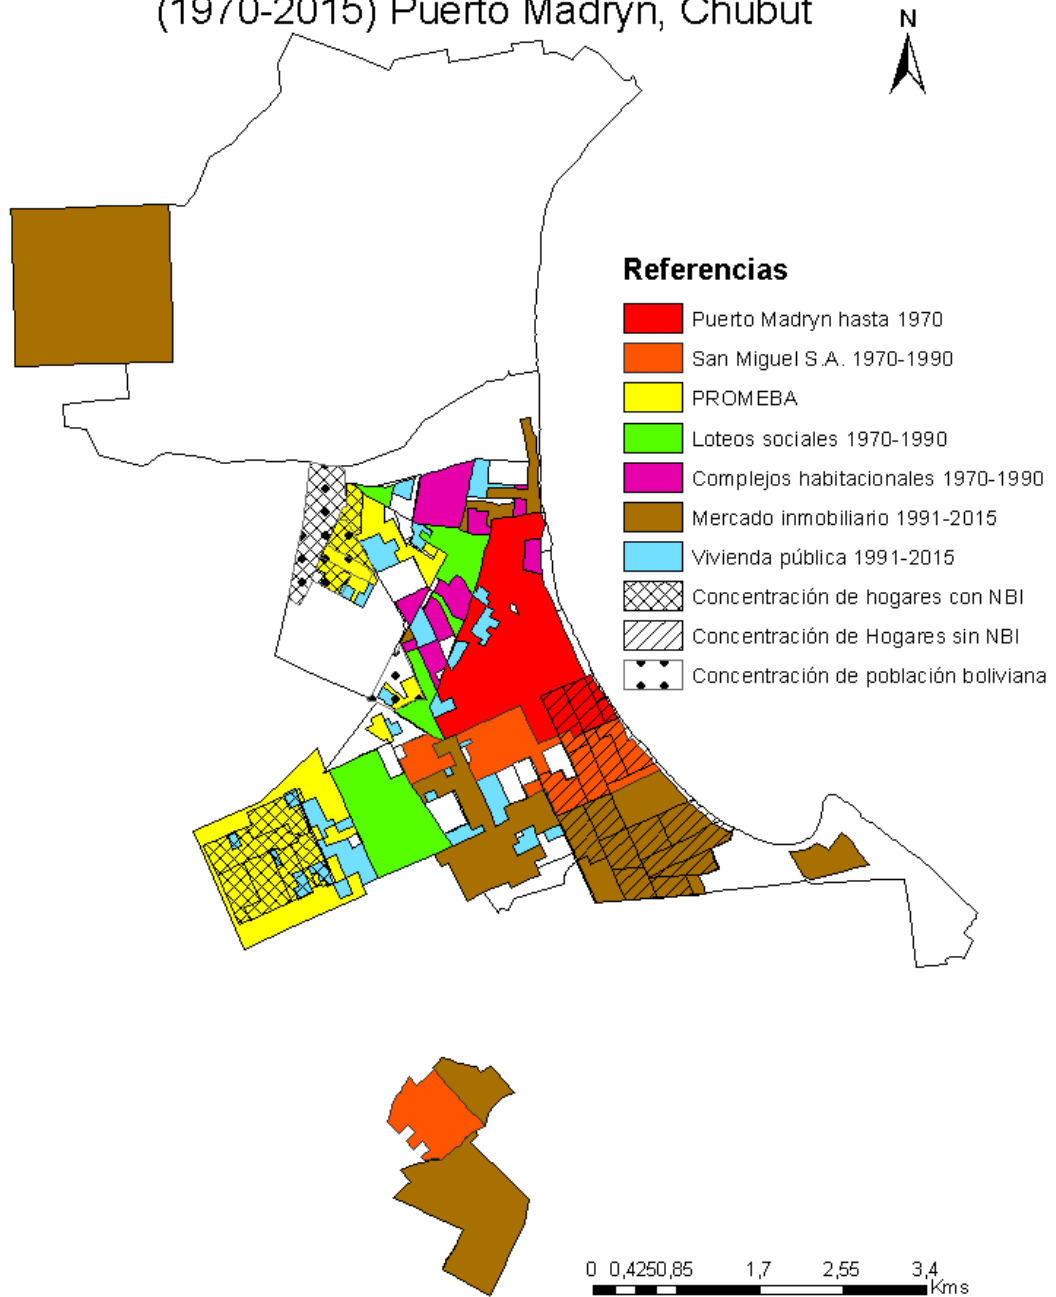 (1970-2015) Puerto Madryn, Chubut
N
Referencias
Puerto Madryn hasta 1970
San Miguel S.A. 1970-1990
PROMEBA
Loteos sociales 1970-1990
Complejos habitacionales 1970-1990
Mercado inmobiliario 1991-2015
Vivienda pública 1991-2015
Concentración de hogares con NBI
Concentración de Hogares sin NBI
Concentración de población boliviana
0 0,4250,85 1,7 2,55 3,4
Kms